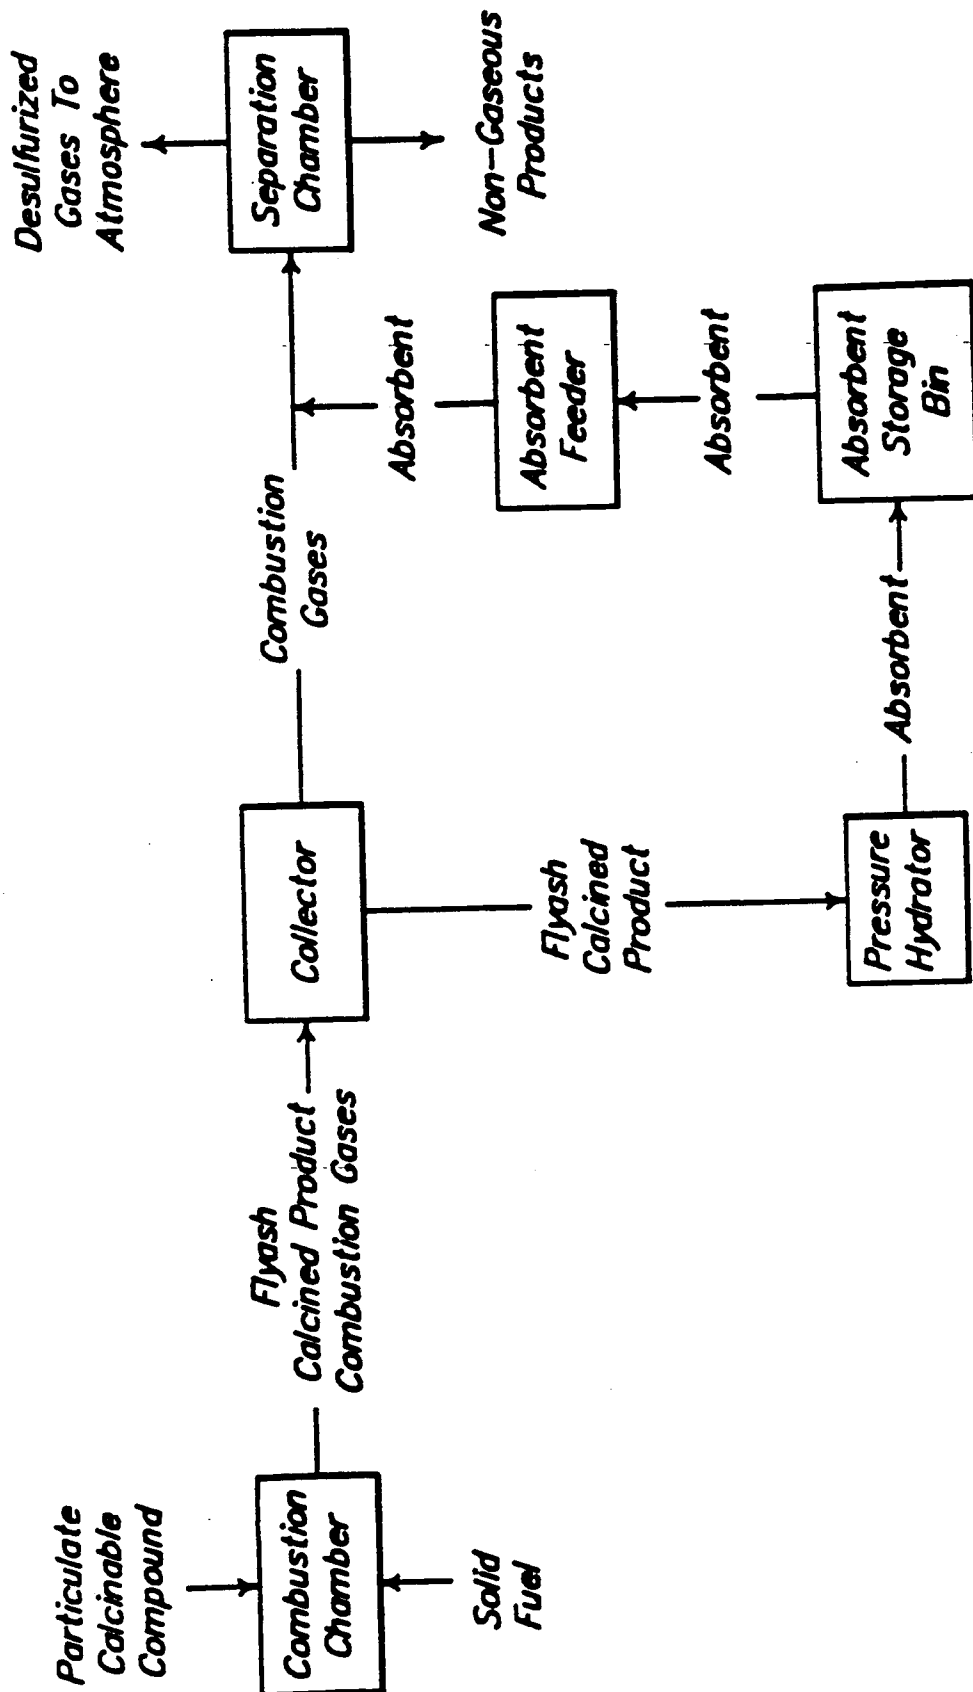 Particulate
Calcinable
Compound
Combustion
Chamber
Solid
Fuel
Flyash
Calcined Product
Combustion Gases
Collector
Flyash
Calcined
Product
Pressure
Hydrator
Absorbent
Absorbent
Storage
Bin
Absorbent
Absorbent
Feeder
Absorbent
Combustion
Gases
Separation
Chamber
Desulfurized
Gases To
Atmosphere
Non-Gaseous
Products